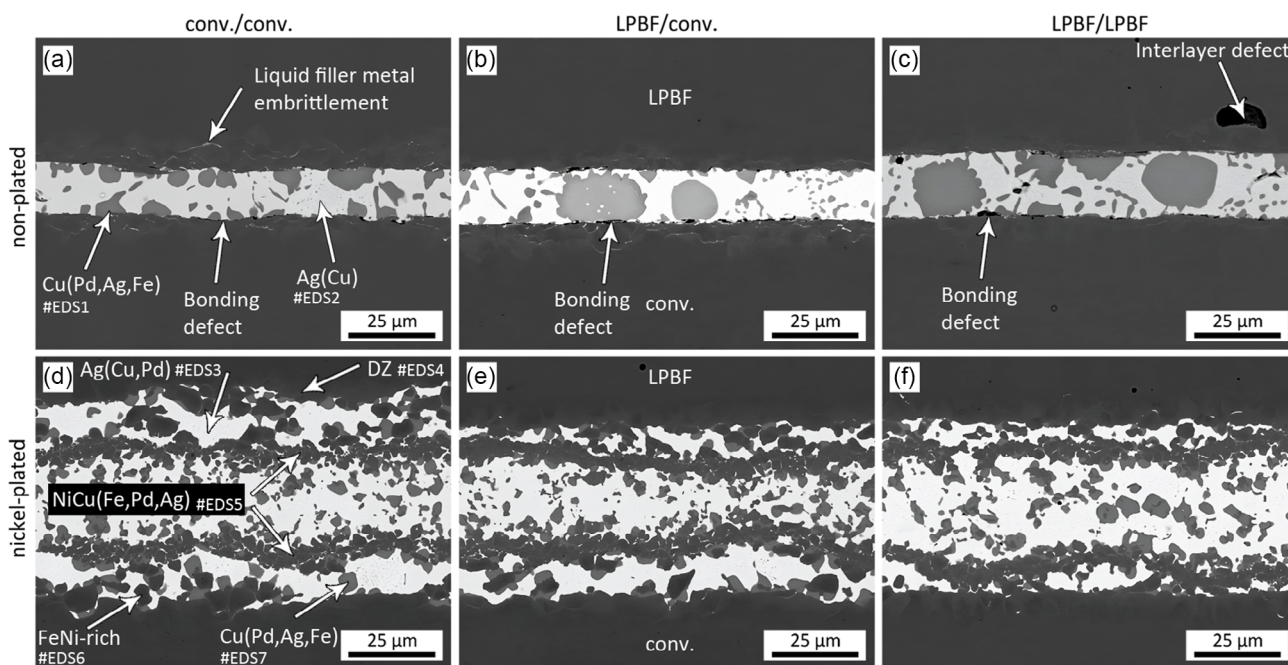 conv./conv.
LPBF/conv.
LPBF/LPBF
non-plated
(a)
Liquid filler metal
embrittlement
Cu(Pd,Ag,Fe)
#EDS1
Bonding
defect
Ag(Cu)
#EDS2
25 µm
(b)
LPBF
Bonding
defect
conv.
25 µm
(c)
Interlayer defect
Bonding
defect
25 µm
nickel-plated
(d)
Ag(Cu,Pd) #EDS3
DZ #EDS4
NiCu(Fe,Pd,Ag) #EDS5
FeNi-rich
#EDS6
Cu(Pd,Ag,Fe)
#EDS7
25 µm
(e)
LPBF
conv.
25 µm
(f)
25 µm